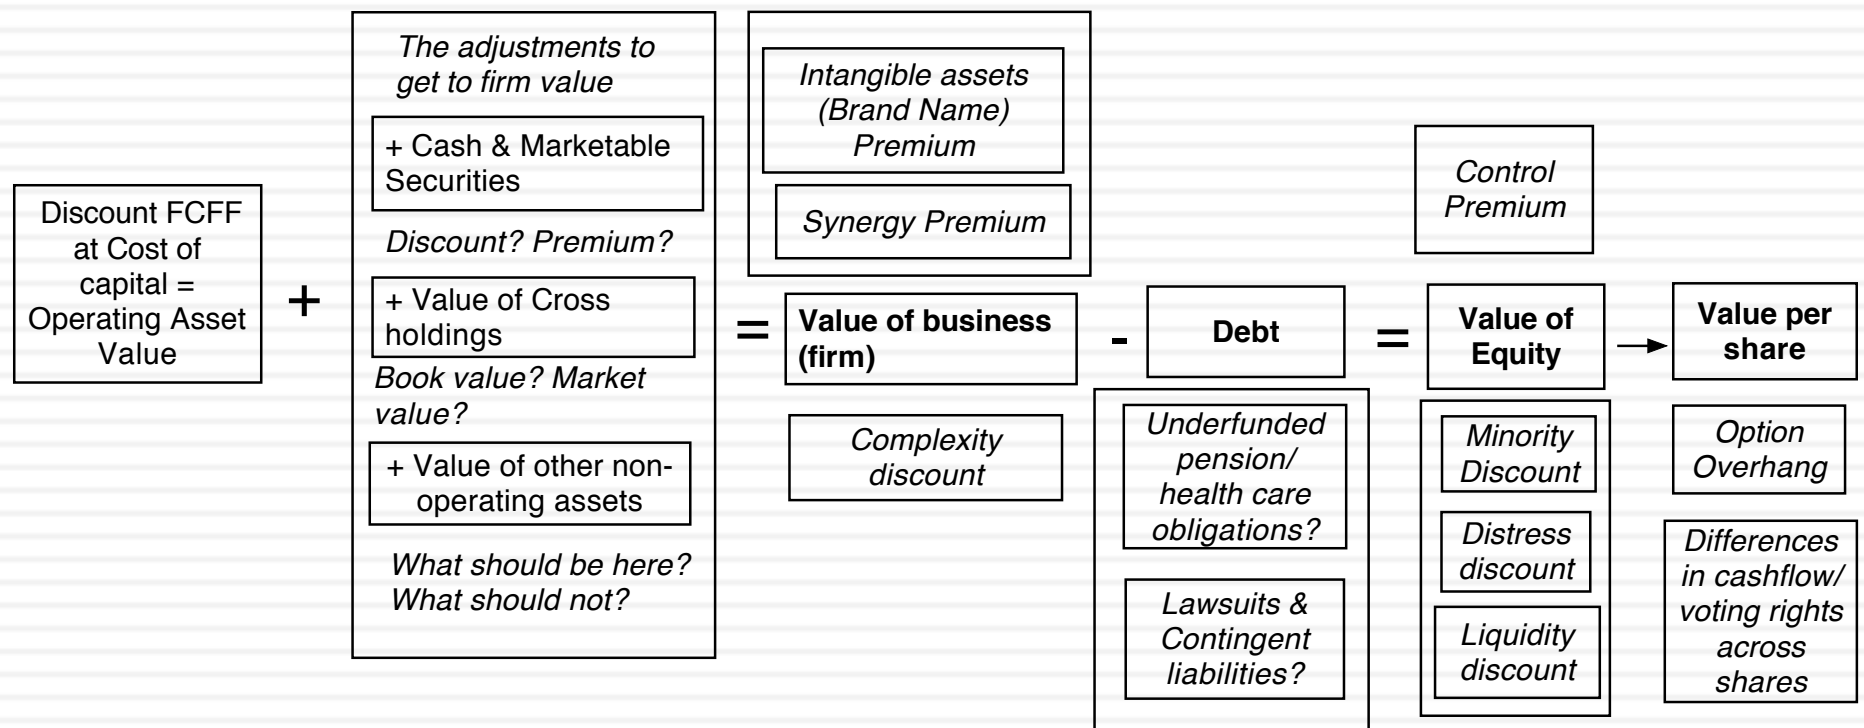 Discount FCFF
at Cost of
capital =
Operating Asset
Value
+
The adjustments to
get to firm value
+ Cash & Marketable
Securities
Discount? Premium?
+ Value of Cross
holdings
Book value? Market
value?
+ Value of other non-
operating assets
What should be here?
What should not?
=
Intangible assets
(Brand Name)
Premium
Synergy Premium
Value of business
(firm)
Complexity
discount
-
Debt
Underfunded
pension/
health care
obligations?
Lawsuits &
Contingent
liabilities?
=
Control
Premium
Value of
Equity
Minority
Discount
Distress
discount
Liquidity
discount
Value per
share
Option
Overhang
Differences
in cashflow/
voting rights
across
shares